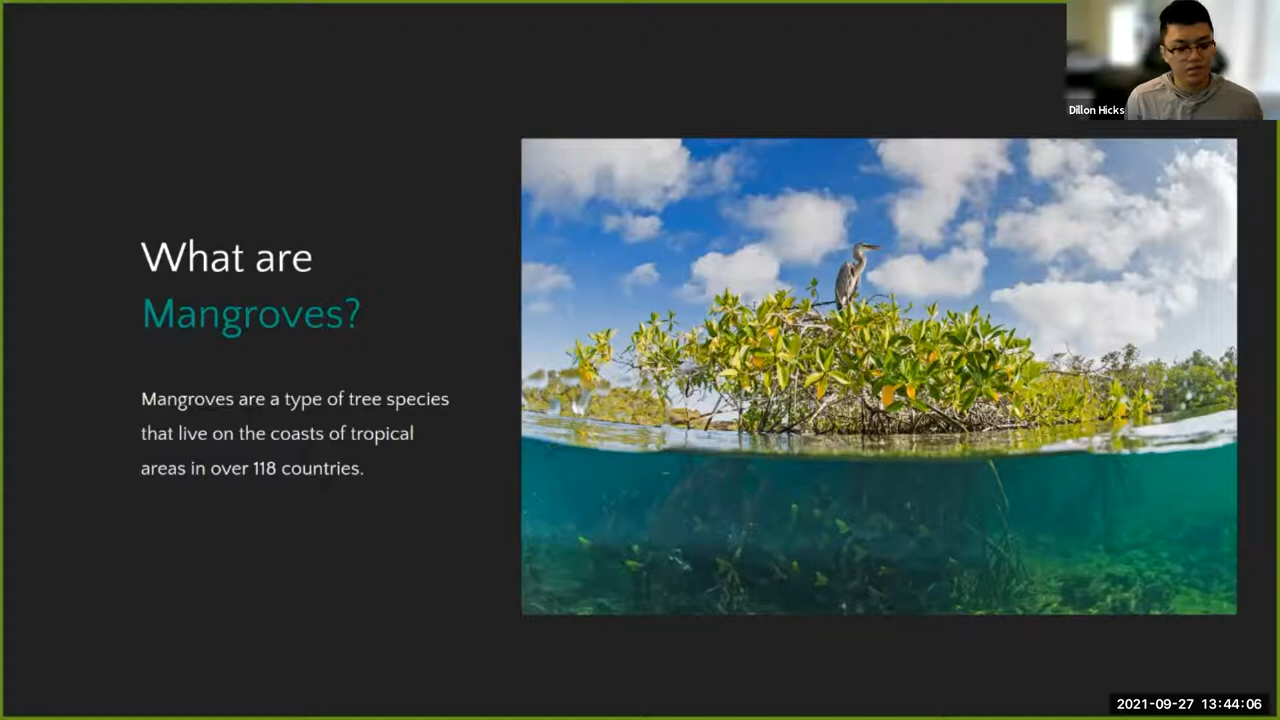 Dillon Hicks
What are
Mangroves?
Mangroves are a type of tree species
that live on the coasts of tropical
areas in over 118 countries.
2021-09-27 13:44:06